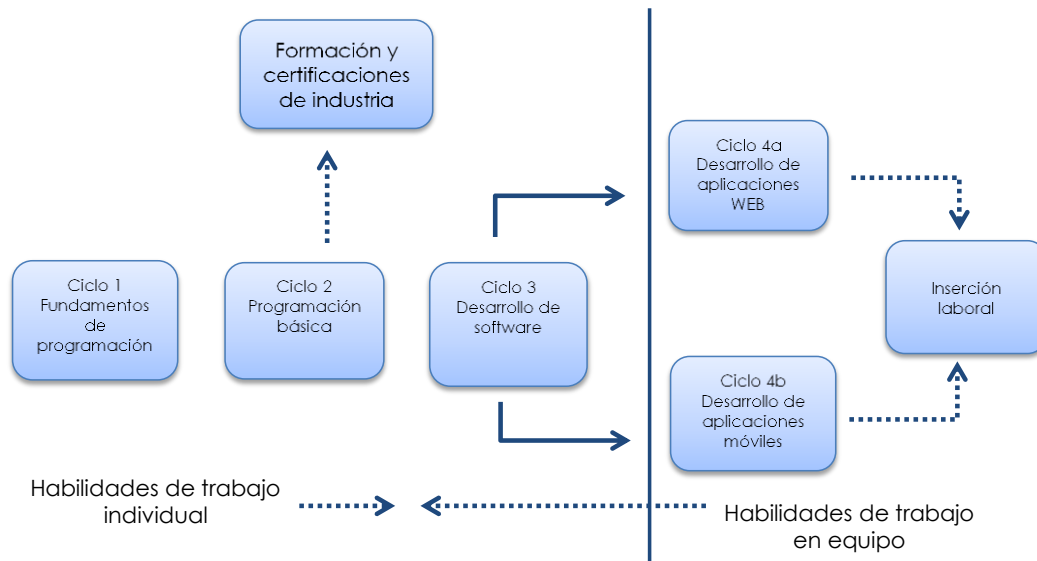 Formación y
certificaciones
de industria
Ciclo 1
Fundamentos
de
programación
Ciclo 2
Programación
básica
Ciclo 3
Desarrollo de
software
Ciclo 4a
Desarrollo de
aplicaciones
WEB
Ciclo 4b
Desarrollo de
aplicaciones
móviles
Inserción
laboral
Habilidades de trabajo
individual
Habilidades de trabajo
en equipo